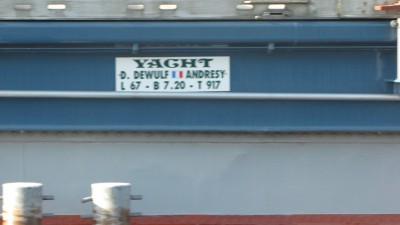 YACHT
D. DEWULF ANDRESY
L 67 - B 7.20 - T 917